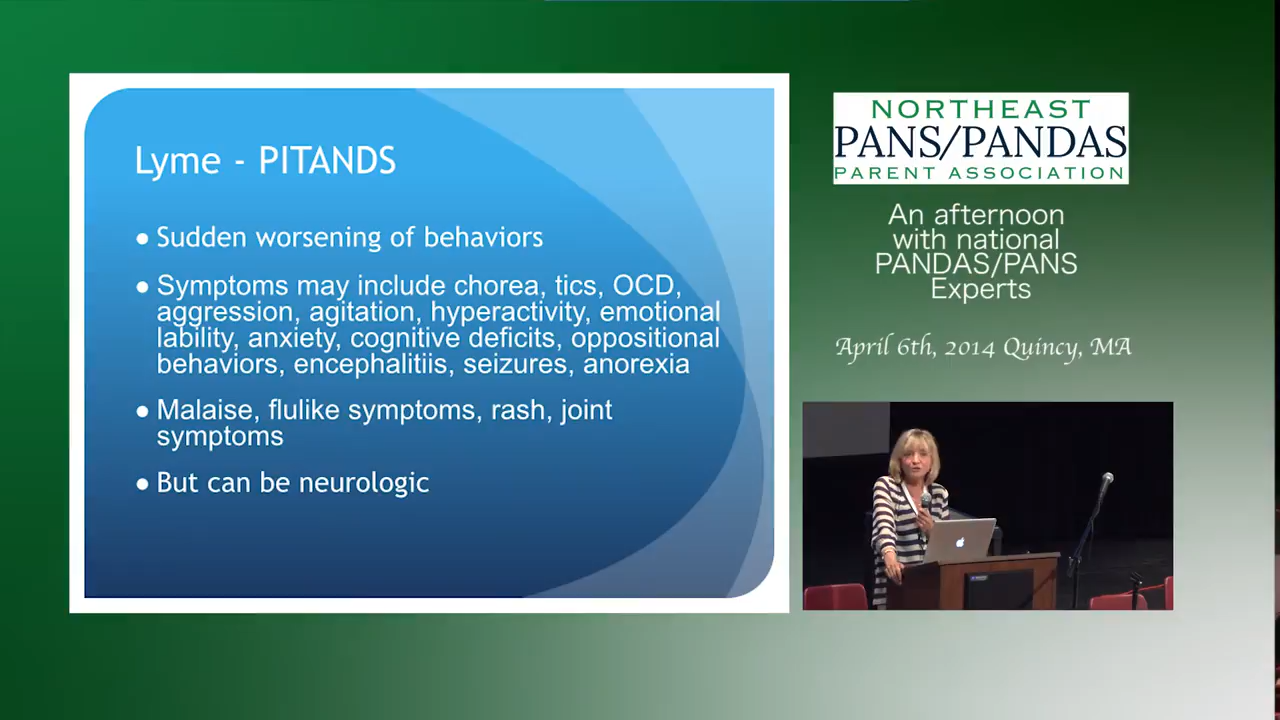 Lyme - PITANDS
● Sudden worsening of behaviors
● Symptoms may include chorea, tics, OCD,
aggression, agitation, hyperactivity, emotional
lability, anxiety, cognitive deficits, oppositional
behaviors, encephalitiis, seizures, anorexia
● Malaise, flulike symptoms, rash, joint
symptoms
● But can be neurologic
NORTHEAST
PANS/PANDAS
PARENT ASSOCIATION
An afternoon
with national
PANDAS/PANS
Experts
April 6th, 2014 Quincy, MA